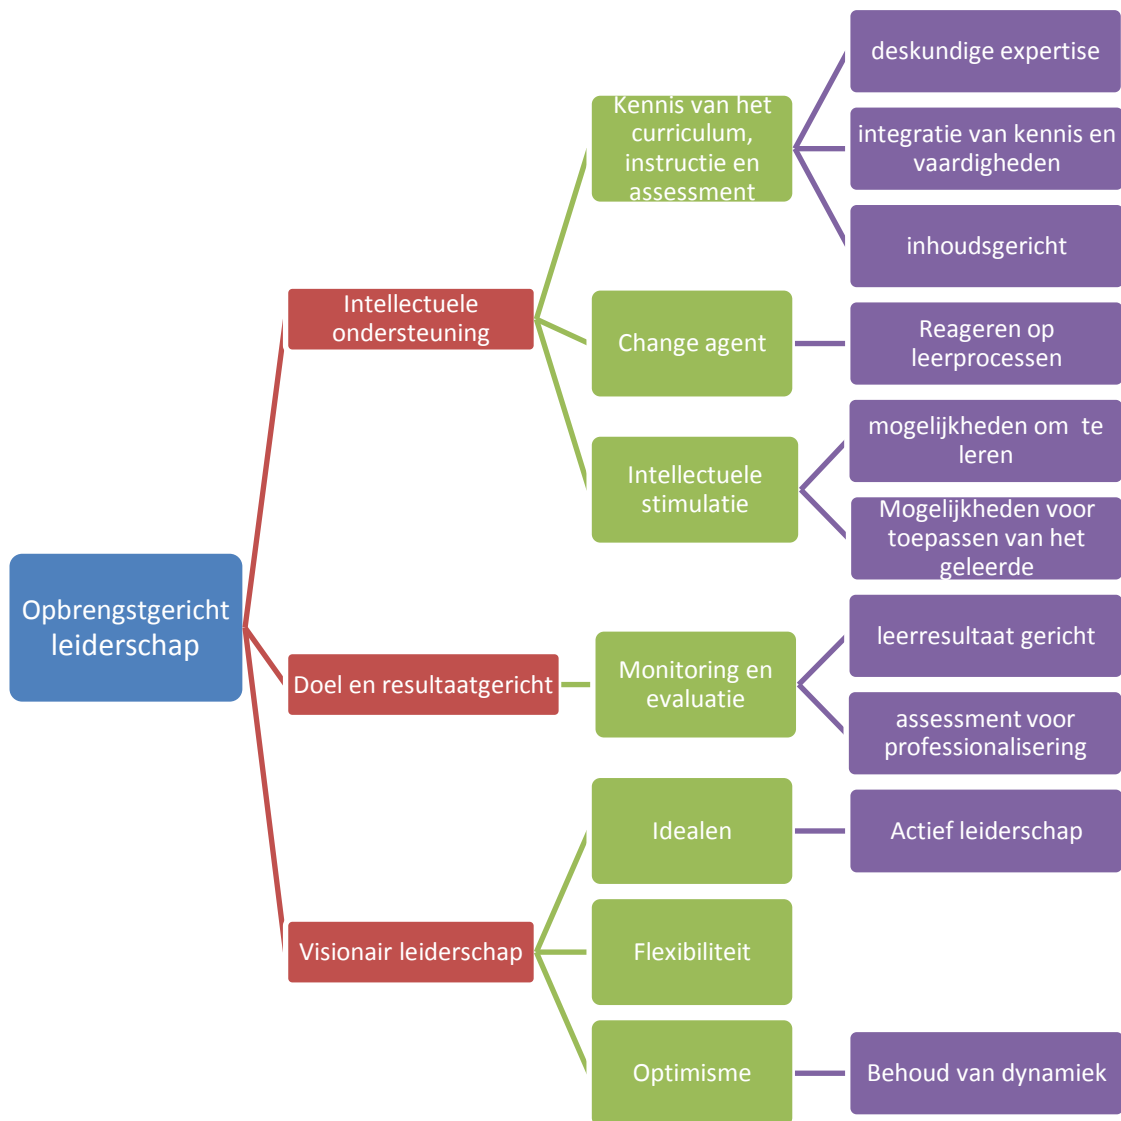 Opbrengstgericht
leiderschap
Intellectuele
ondersteuning
Kennis van het
curriculum,
instructie en
assessment
deskundige expertise
integratie van kennis en
vaardigheden
inhoudsgericht
Change agent
Reageren op
leerprocessen
Intellectuele
stimulatie
mogelijkheden om  te
leren
Mogelijkheden voor
toepassen van het
geleerde
Doel en resultaatgericht
Monitoring en
evaluatie
leerresultaat gericht
assessment voor
professionalisering
Visionair leiderschap
Idealen
Actief leiderschap
Flexibiliteit
Optimisme
Behoud van dynamiek